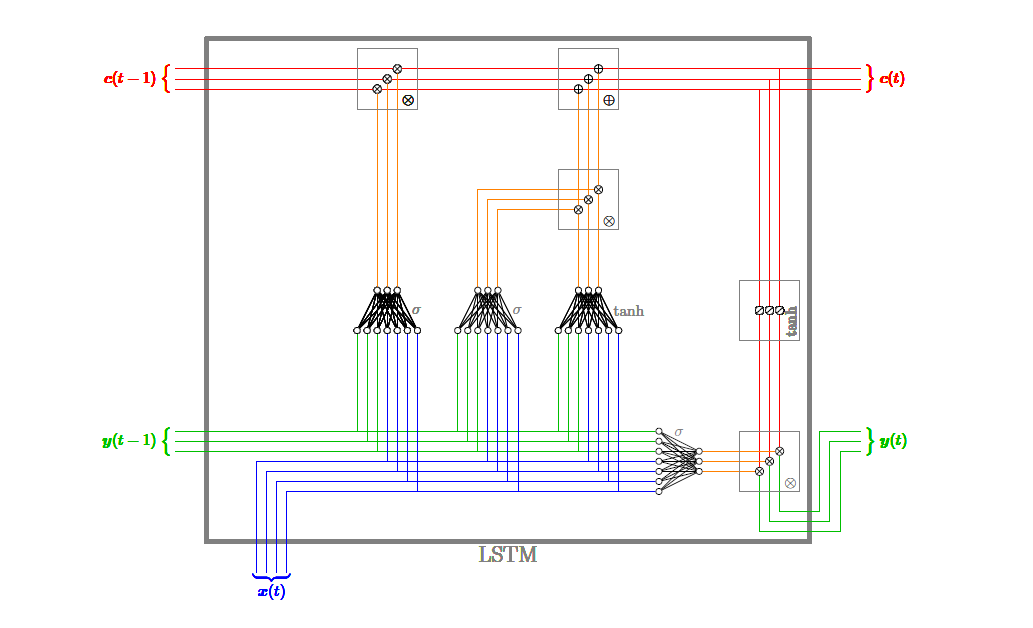 c(t − 1) {
} c(t)
⊗
⊕
⊗
σ
σ
tanh
tanh
y(t − 1) {
σ
} y(t)
⊗
LSTM
x(t)